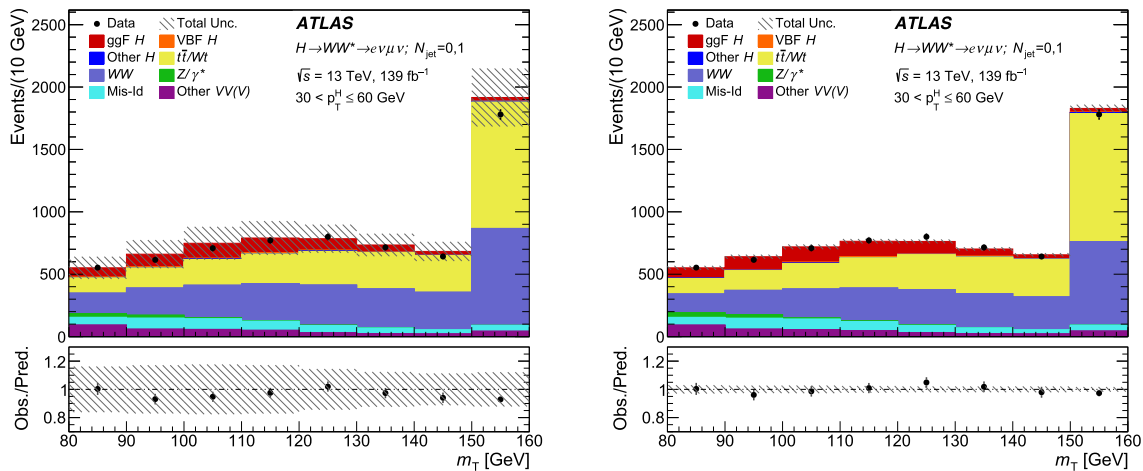 Events/(10 GeV)
2500
2000
1500
1000
500
0
Data
Total Unc.
ggF H
VBF H
Other H
tt̅/Wt
WW
Z/γ*
Mis-Id
Other VV(V)
ATLAS
H→WW*→eνμν; N_jet=0,1
√s = 13 TeV, 139 fb⁻¹
30 < p_T^H ≤ 60 GeV
Obs./Pred.
1.2
1
0.8
80 90 100 110 120 130 140 150 160
m_T [GeV]
Events/(10 GeV)
2500
2000
1500
1000
500
0
Data
Total Unc.
ggF H
VBF H
Other H
tt̅/Wt
WW
Z/γ*
Mis-Id
Other VV(V)
ATLAS
H→WW*→eνμν; N_jet=0,1
√s = 13 TeV, 139 fb⁻¹
30 < p_T^H ≤ 60 GeV
Obs./Pred.
1.2
1
0.8
80 90 100 110 120 130 140 150 160
m_T [GeV]